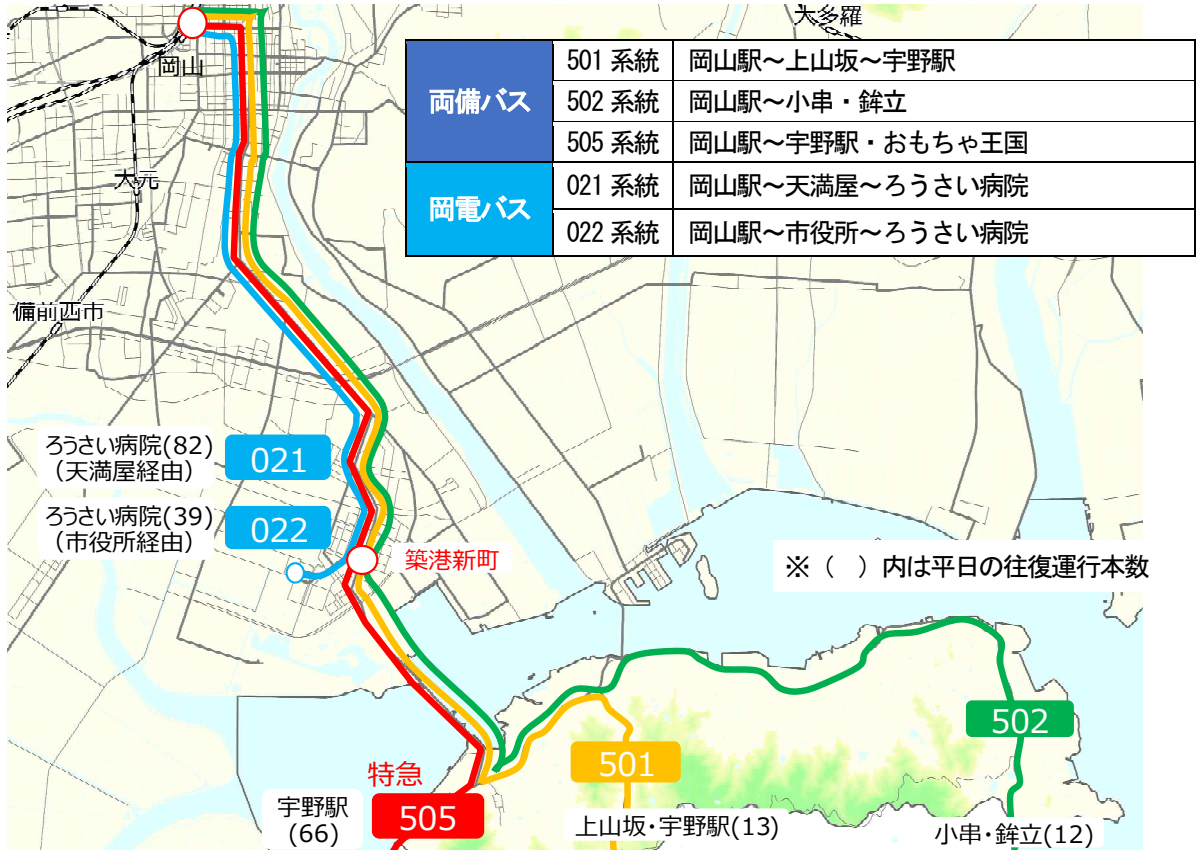 大多羅
岡山
両備バス
501 系統 岡山駅～上山坂～宇野駅
502 系統 岡山駅～小串・鉾立
505 系統 岡山駅～宇野駅・おもちゃ王国
岡電バス
021 系統 岡山駅～天満屋～ろうさい病院
022 系統 岡山駅～市役所～ろうさい病院
大元
備前西市
ろうさい病院(82)
（天満屋経由）
021
ろうさい病院(39)
（市役所経由）
022
築港新町
※（　）内は平日の往復運行本数
502
501
特急
505
宇野駅
(66)
上山坂・宇野駅(13)
小串・鉾立(12)